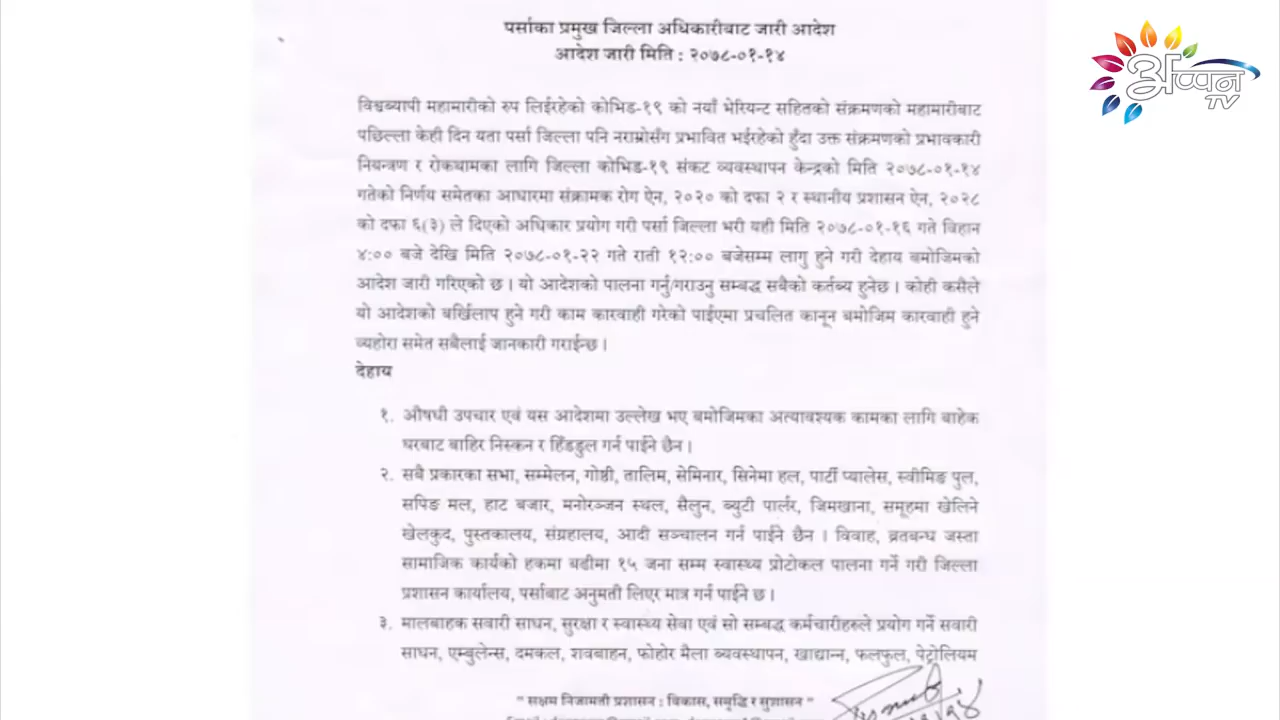 पर्साका प्रमुख जिल्ला अधिकारीबाट जारी आदेश
आदेश जारी मिति : २०७८-०१-१४
अप्पन TV
विश्वब्यापी महामारीको रुप लिईरहेको कोभिड-१९ को नयाँ भेरियन्ट सहितको संक्रमणको महामारीबाट
पछिल्ला केही दिन यता पर्सा जिल्ला पनि नराम्रोसँग प्रभावित भईरहेको हुँदा उक्त संक्रमणको प्रभावकारी
नियन्त्रण र रोकथामका लागि जिल्ला कोभिड-१९ संकट व्यवस्थापन केन्द्रको मिति २०७८-०१-१४
गतेको निर्णय समेतका आधारमा संक्रामक रोग ऐन, २०२० को दफा २ र स्थानीय प्रशासन ऐन, २०२८
को दफा ६(३) ले दिएको अधिकार प्रयोग गरी पर्सा जिल्ला भरी यही मिति २०७८-०१-१६ गते विहान
४:०० बजे देखि मिति २०७८-०१-२२ गते राती १२:०० बजेसम्म लागु हुने गरी देहाय बमोजिमको
आदेश जारी गरिएको छ । यो आदेशको पालना गर्नु/गराउनु सम्बद्ध सबैको कर्तब्य हुनेछ । कोही कसैले
यो आदेशको बर्खिलाप हुने गरी काम कारवाही गरेको पाईएमा प्रचलित कानून बमोजिम कारवाही हुने
व्यहोरा समेत सबैलाई जानकारी गराईन्छ ।
देहाय
१. औषधी उपचार एवं यस आदेशमा उल्लेख भए बमोजिमका अत्यावश्यक कामका लागि बाहेक
घरबाट बाहिर निस्कन र हिँडडुल गर्न पाईने छैन ।
२. सबै प्रकारका सभा, सम्मेलन, गोष्ठी, तालिम, सेमिनार, सिनेमा हल, पार्टी प्यालेस, स्वीमिङ पुल,
सपिङ मल, हाट बजार, मनोरञ्जन स्थल, सैलुन, ब्युटी पार्लर, जिमखाना, समूहमा खेलिने
खेलकुद, पुस्तकालय, संग्रहालय, आदी सञ्चालन गर्न पाईने छैन । विवाह, ब्रतबन्ध जस्ता
सामाजिक कार्यको हकमा बढीमा १५ जना सम्म स्वास्थ्य प्रोटोकल पालना गर्ने गरी जिल्ला
प्रशासन कार्यालय, पर्साबाट अनुमती लिएर मात्र गर्न पाईने छ ।
३. मालबाहक सवारी साधन, सुरक्षा र स्वास्थ्य सेवा एवं सो सम्बद्ध कर्मचारीहरुले प्रयोग गर्ने सवारी
साधन, एम्बुलेन्स, दमकल, शवबाहन, फोहोर मैला ब्यवस्थापन, खाद्यान्न, फलफुल, पेट्रोलियम
" सक्षम निजामती प्रशासन : विकास, समृद्धि र सुशासन "